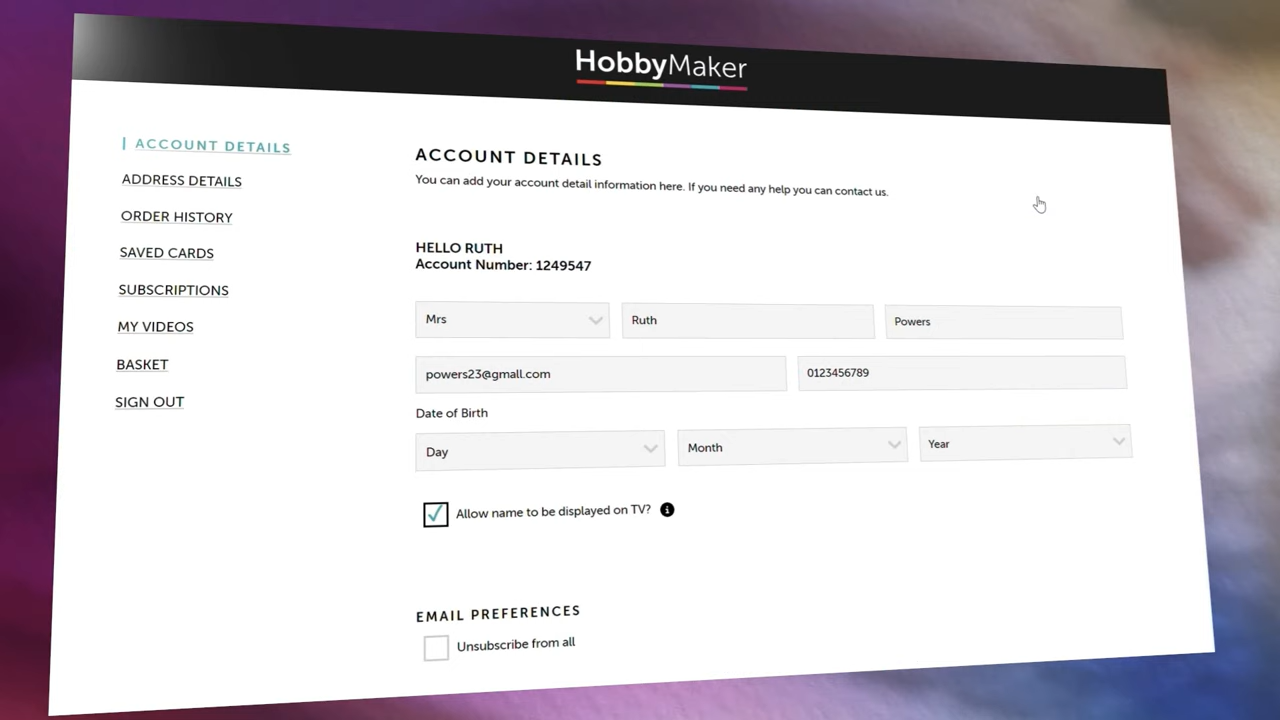 HobbyMaker
ACCOUNT DETAILS
ADDRESS DETAILS
ORDER HISTORY
SAVED CARDS
SUBSCRIPTIONS
MY VIDEOS
BASKET
SIGN OUT
ACCOUNT DETAILS
You can add your account detail information here. If you need any help you can contact us.
HELLO RUTH
Account Number: 1249547
Mrs Ruth Powers
powers23@gmall.com 0123456789
Date of Birth
Day Month Year
Allow name to be displayed on TV?
EMAIL PREFERENCES
Unsubscribe from all